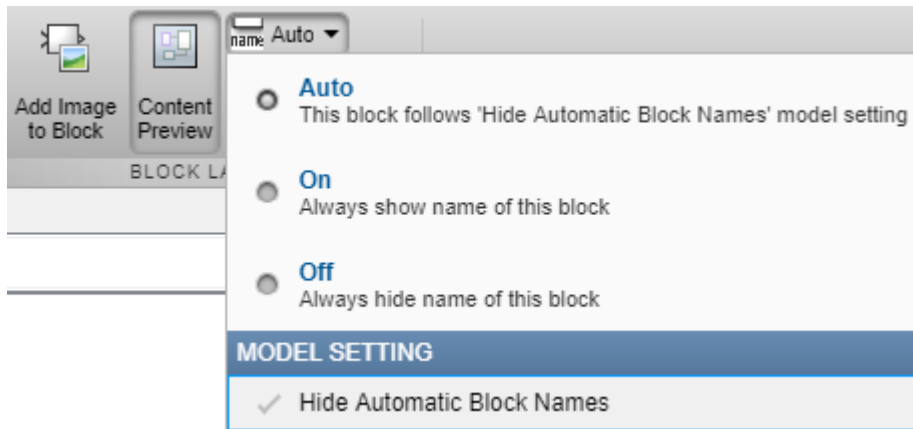 name Auto
Add Image
to Block
Content
Preview
BLOCK LA
Auto
This block follows 'Hide Automatic Block Names' model setting
On
Always show name of this block
Off
Always hide name of this block
MODEL SETTING
Hide Automatic Block Names